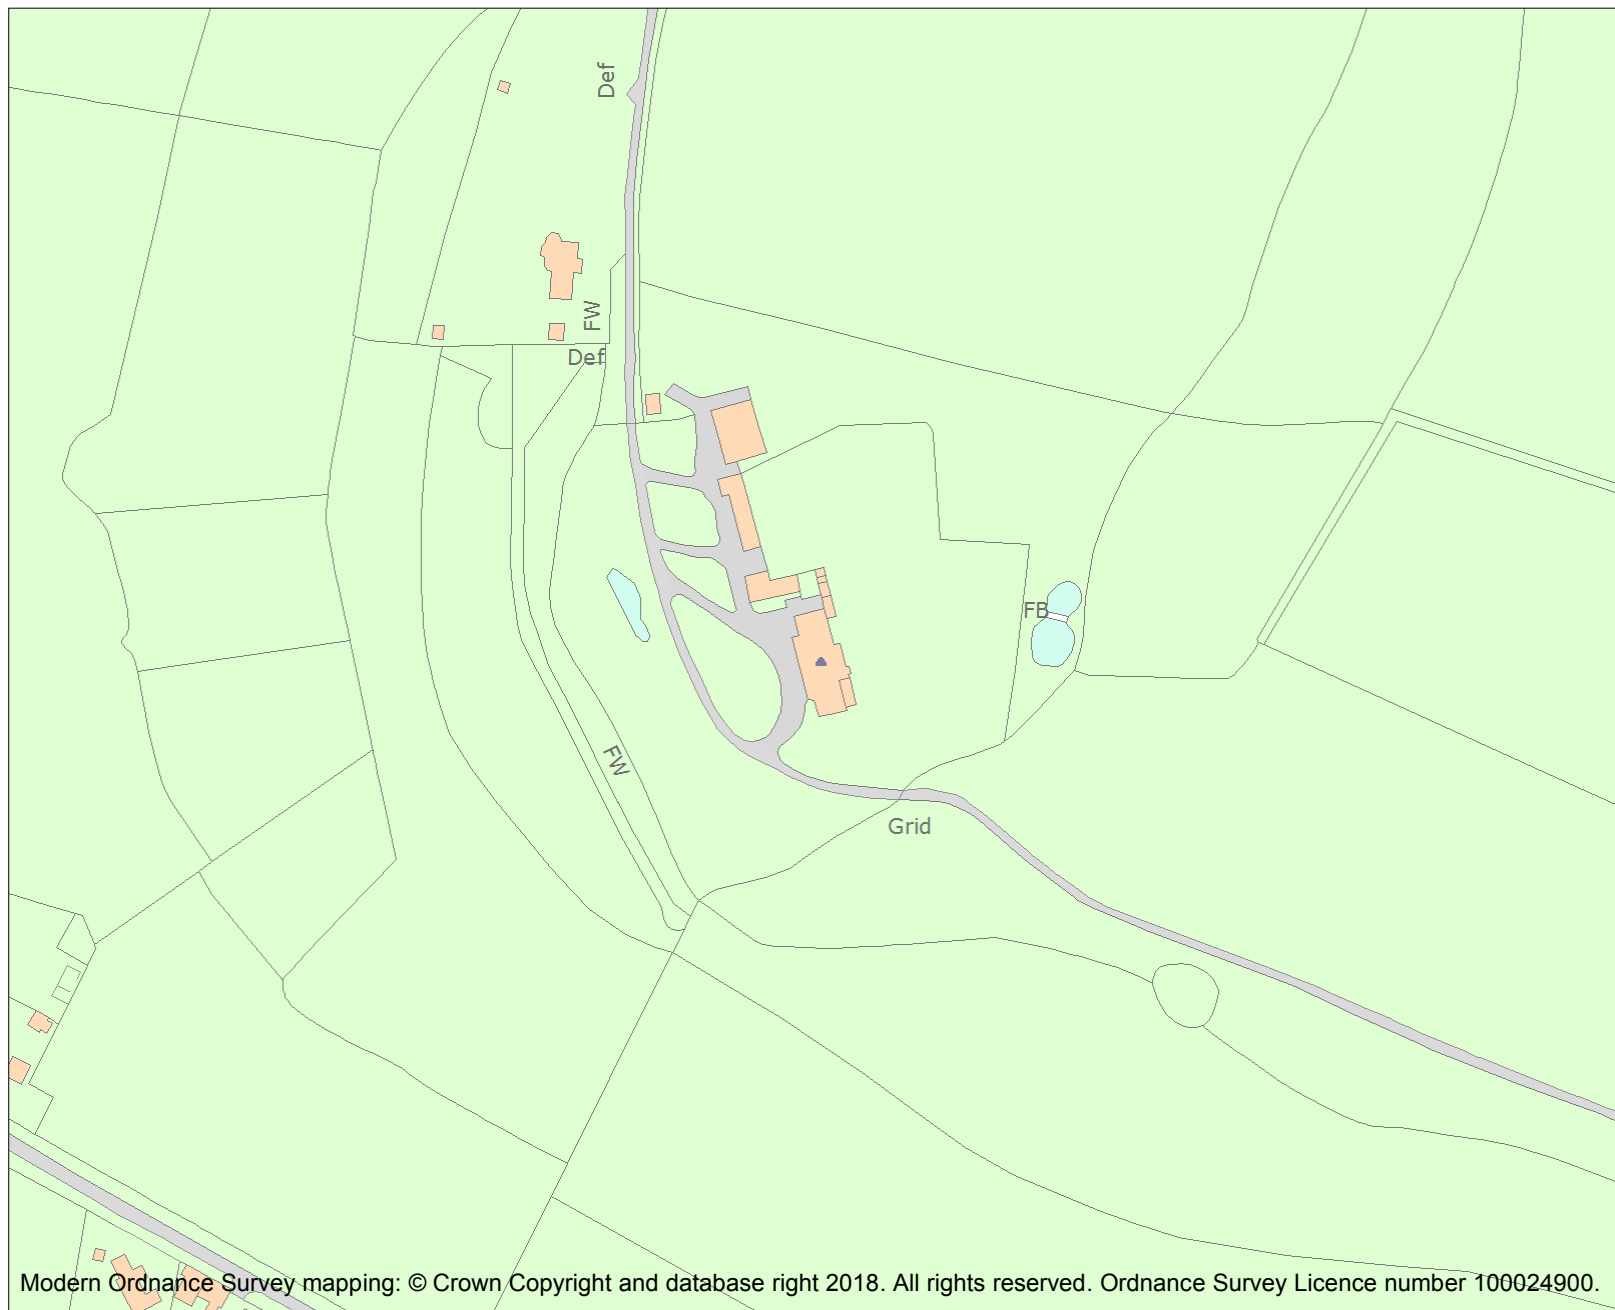 Def
FW
Def
FB
FW
Grid
Modern Ordnance Survey mapping: © Crown Copyright and database right 2018. All rights reserved. Ordnance Survey Licence number 100024900.